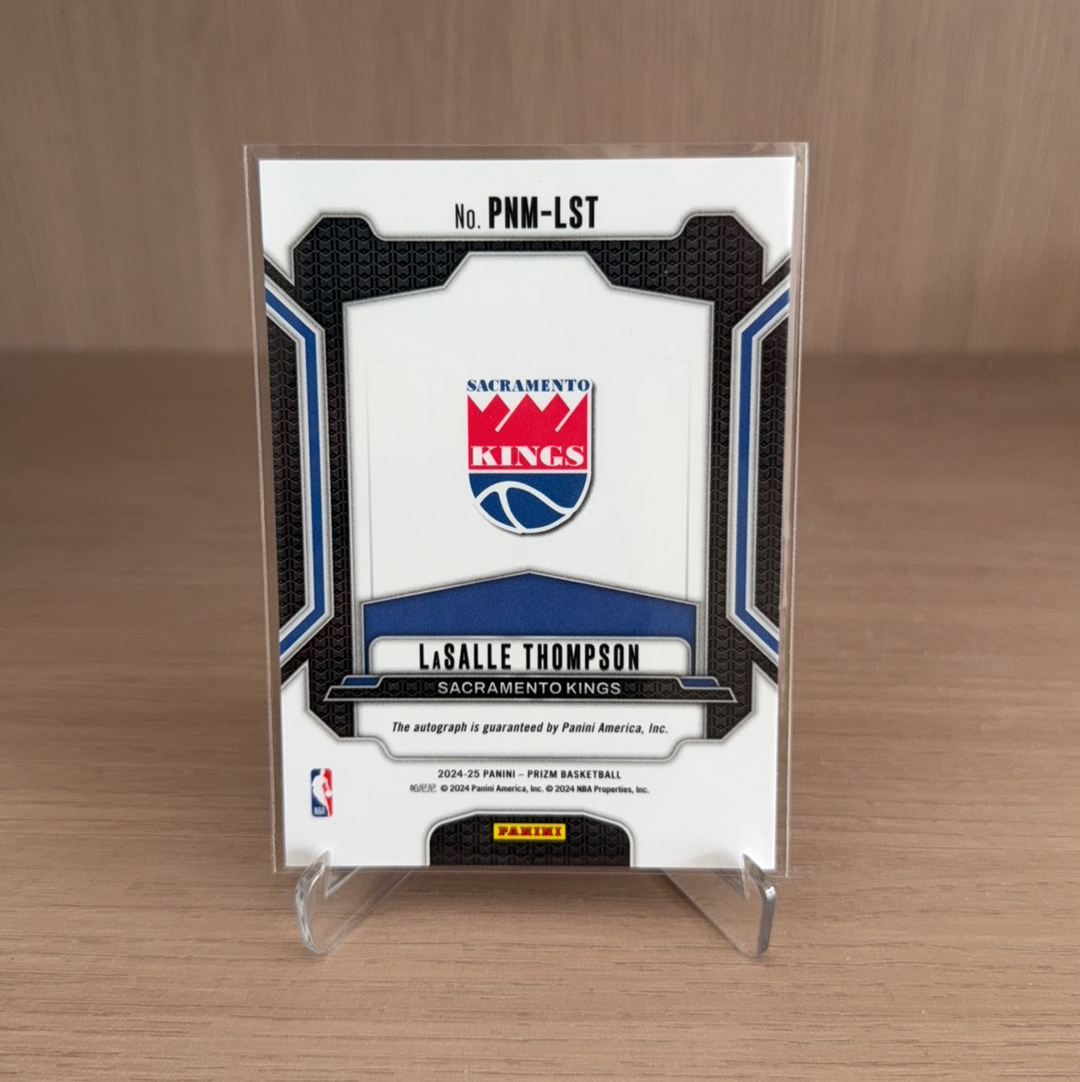 No. PNM-LST
SACRAMENTO
KINGS
LaSALLE THOMPSON
SACRAMENTO KINGS
The autograph is guaranteed by Panini America, Inc.
2024-25 PANINI – PRIZM BASKETBALL
帕尼尼 © 2024 Panini America, Inc. © 2024 NBA Properties, Inc.
NBA
PANINI